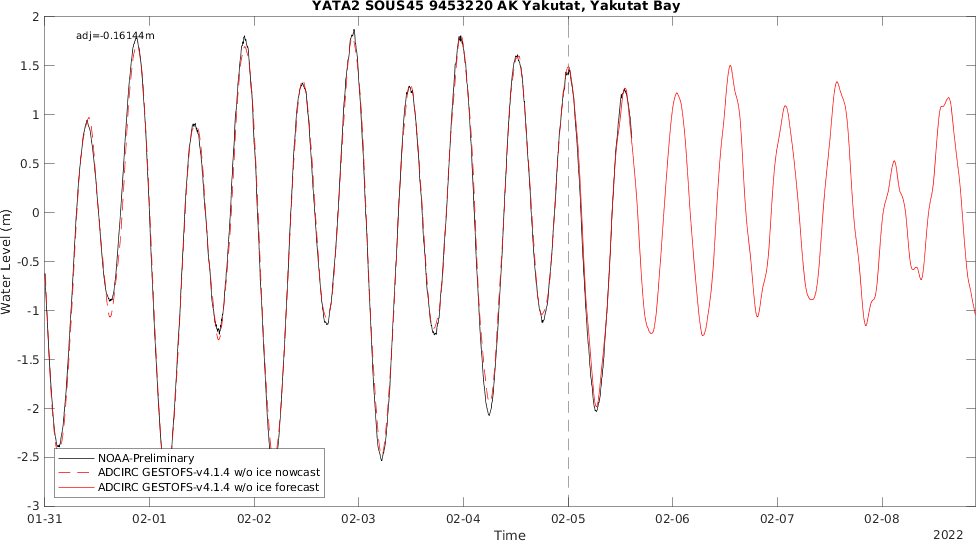 YATA2 SOUS45 9453220 AK Yakutat, Yakutat Bay
adj=-0.16144m
Water Level (m)
2
1.5
1
0.5
0
-0.5
-1
-1.5
-2
-2.5
-3
NOAA-Preliminary
ADCIRC GESTOFS-v4.1.4 w/o ice nowcast
ADCIRC GESTOFS-v4.1.4 w/o ice forecast
01-31 02-01 02-02 02-03 02-04 02-05 02-06 02-07 02-08
Time
2022